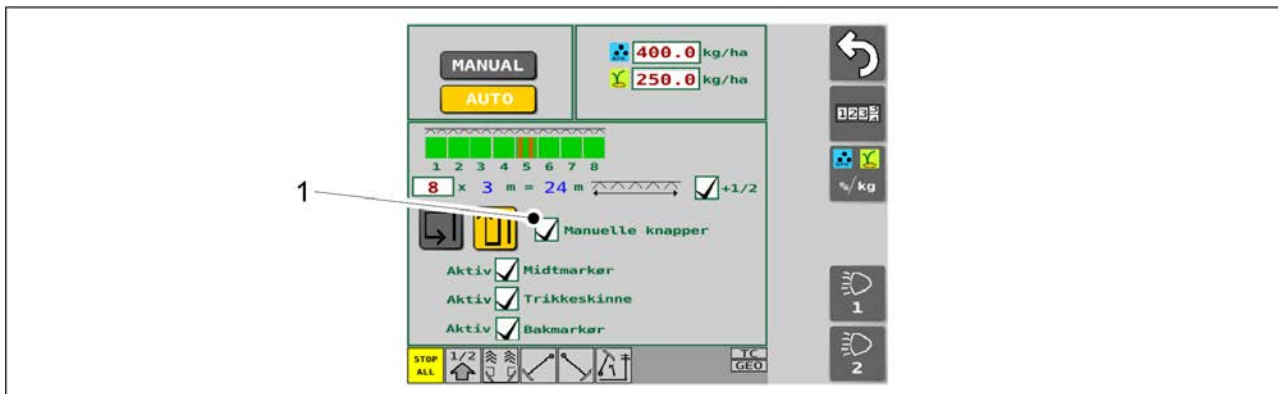 MANUAL
AUTO
400.0 kg/ha
250.0 kg/ha
1 2 3 4 5 6 7 8
8 x 3 m = 24 m +1/2
1
Manuelle knapper
Aktiv Midtmarkør
Aktiv Trikkeskinne
Aktiv Bakmarkør
STOP ALL 1/2 TC GEO
%/kg
1
2